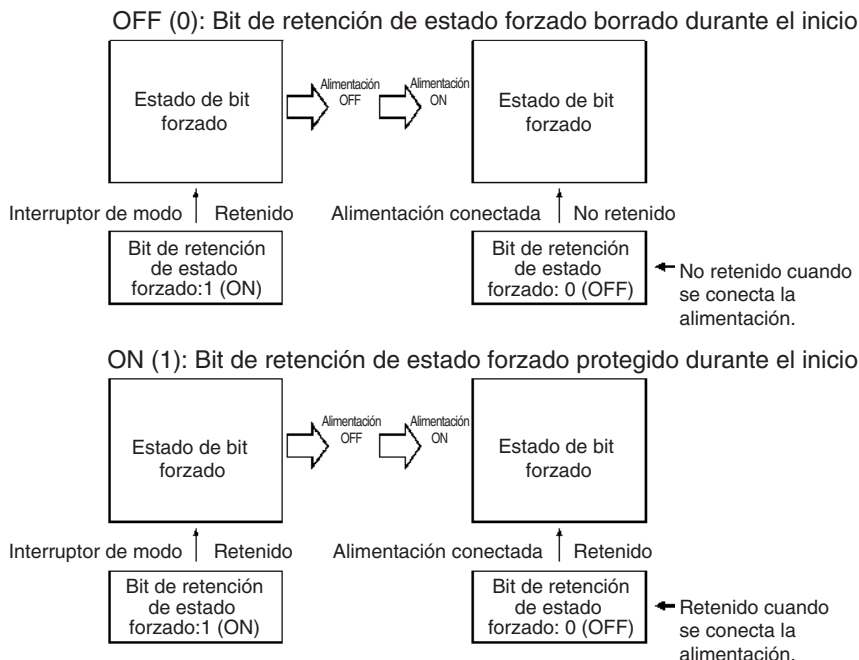 OFF (0): Bit de retención de estado forzado borrado durante el inicio
Estado de bit
forzado
Alimentación
OFF
Alimentación
ON
Estado de bit
forzado
Interruptor de modo
Retenido
Alimentación conectada
No retenido
Bit de retención
de estado
forzado:1 (ON)
Bit de retención
de estado
forzado: 0 (OFF)
No retenido cuando
se conecta la
alimentación.
ON (1): Bit de retención de estado forzado protegido durante el inicio
Estado de bit
forzado
Alimentación
OFF
Alimentación
ON
Estado de bit
forzado
Interruptor de modo
Retenido
Alimentación conectada
Retenido
Bit de retención
de estado
forzado:1 (ON)
Bit de retención
de estado
forzado: 0 (OFF)
Retenido cuando
se conecta la
alimentación.